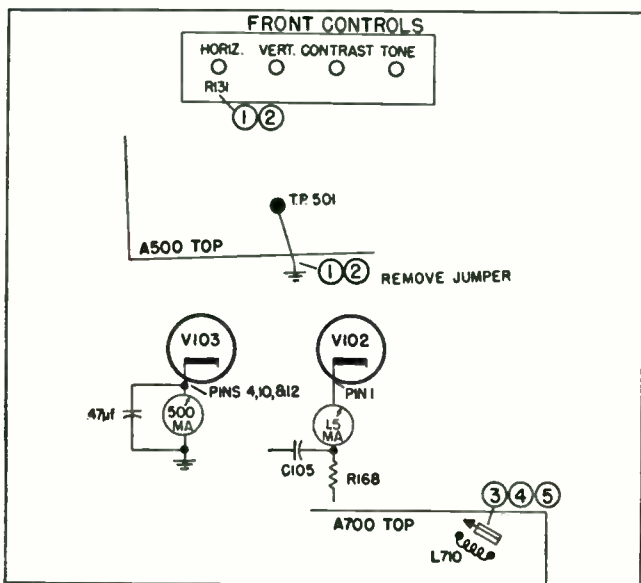 FRONT CONTROLS
HORIZ. VERT. CONTRAST TONE
R131
1 2
T.P. 501
A500 TOP
1 2 REMOVE JUMPER
V103
V102
PINS 4,10,&12
PIN 1
.47µf
500 MA
1.5 MA
C105
R168
3 4 5
A700 TOP
L710